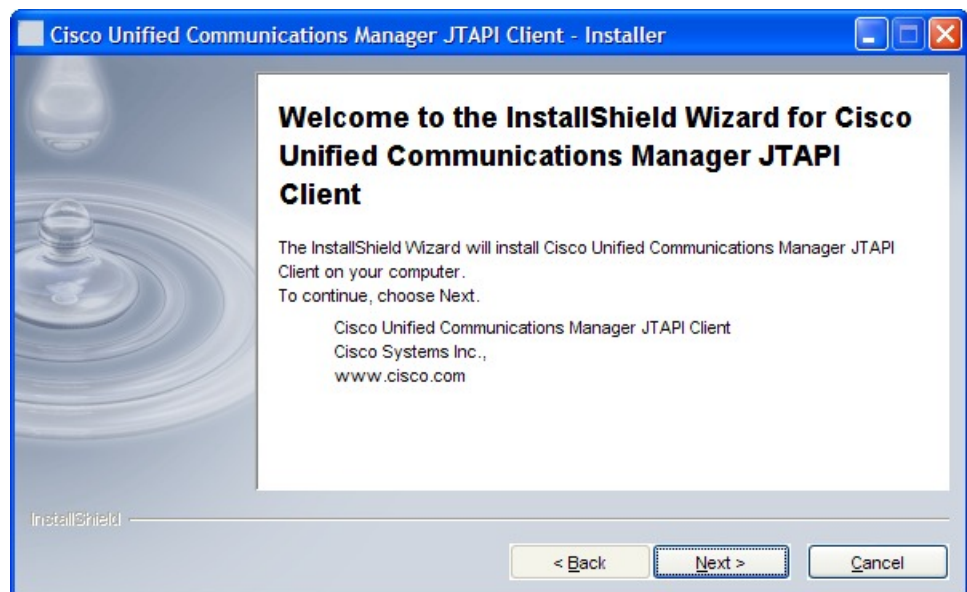 Cisco Unified Communications Manager JTAPI Client - Installer
Welcome to the InstallShield Wizard for Cisco
Unified Communications Manager JTAPI
Client
The InstallShield Wizard will install Cisco Unified Communications Manager JTAPI
Client on your computer.
To continue, choose Next.
Cisco Unified Communications Manager JTAPI Client
Cisco Systems Inc.,
www.cisco.com
InstallShield
< Back
Next >
Cancel